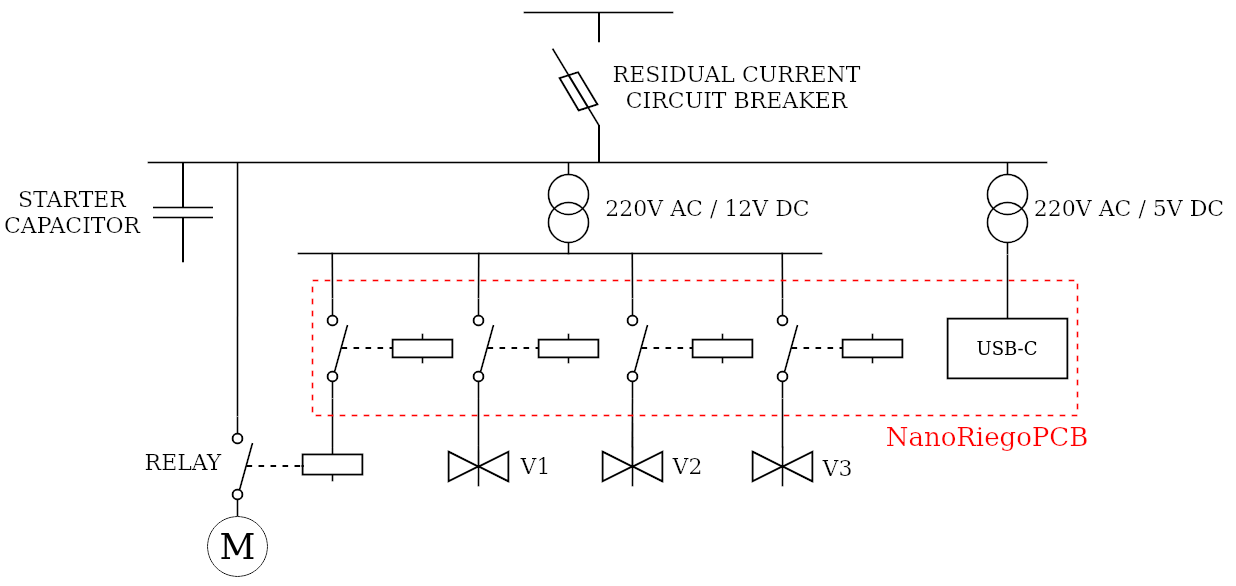 RESIDUAL CURRENT
CIRCUIT BREAKER
STARTER
CAPACITOR
220V AC / 12V DC
220V AC / 5V DC
USB-C
NanoRiegoPCB
RELAY
V1
V2
V3
M